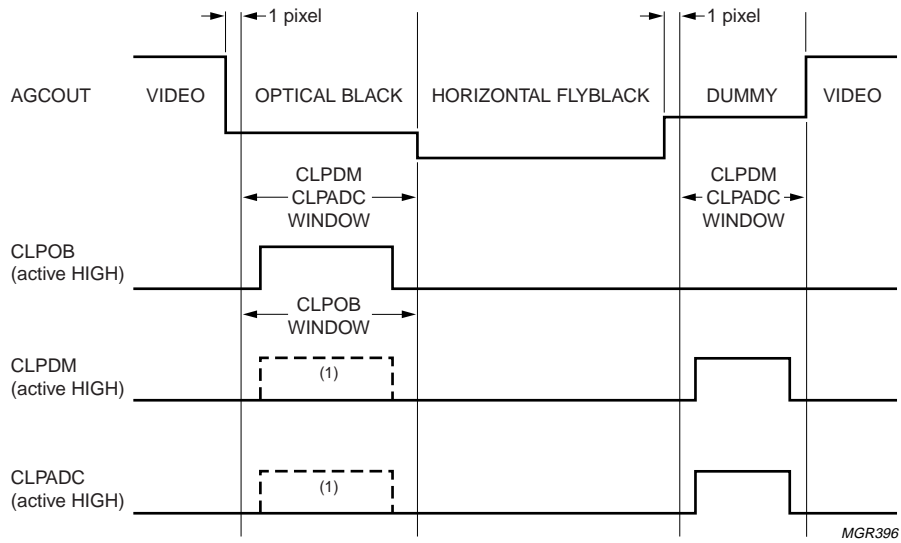 1 pixel
1 pixel
AGCOUT
VIDEO
OPTICAL BLACK
HORIZONTAL FLYBLACK
DUMMY
VIDEO
CLPDM
CLPADC
WINDOW
CLPDM
CLPADC
WINDOW
CLPOB
(active HIGH)
CLPOB
WINDOW
CLPDM
(active HIGH)
(1)
CLPADC
(active HIGH)
(1)
MGR396